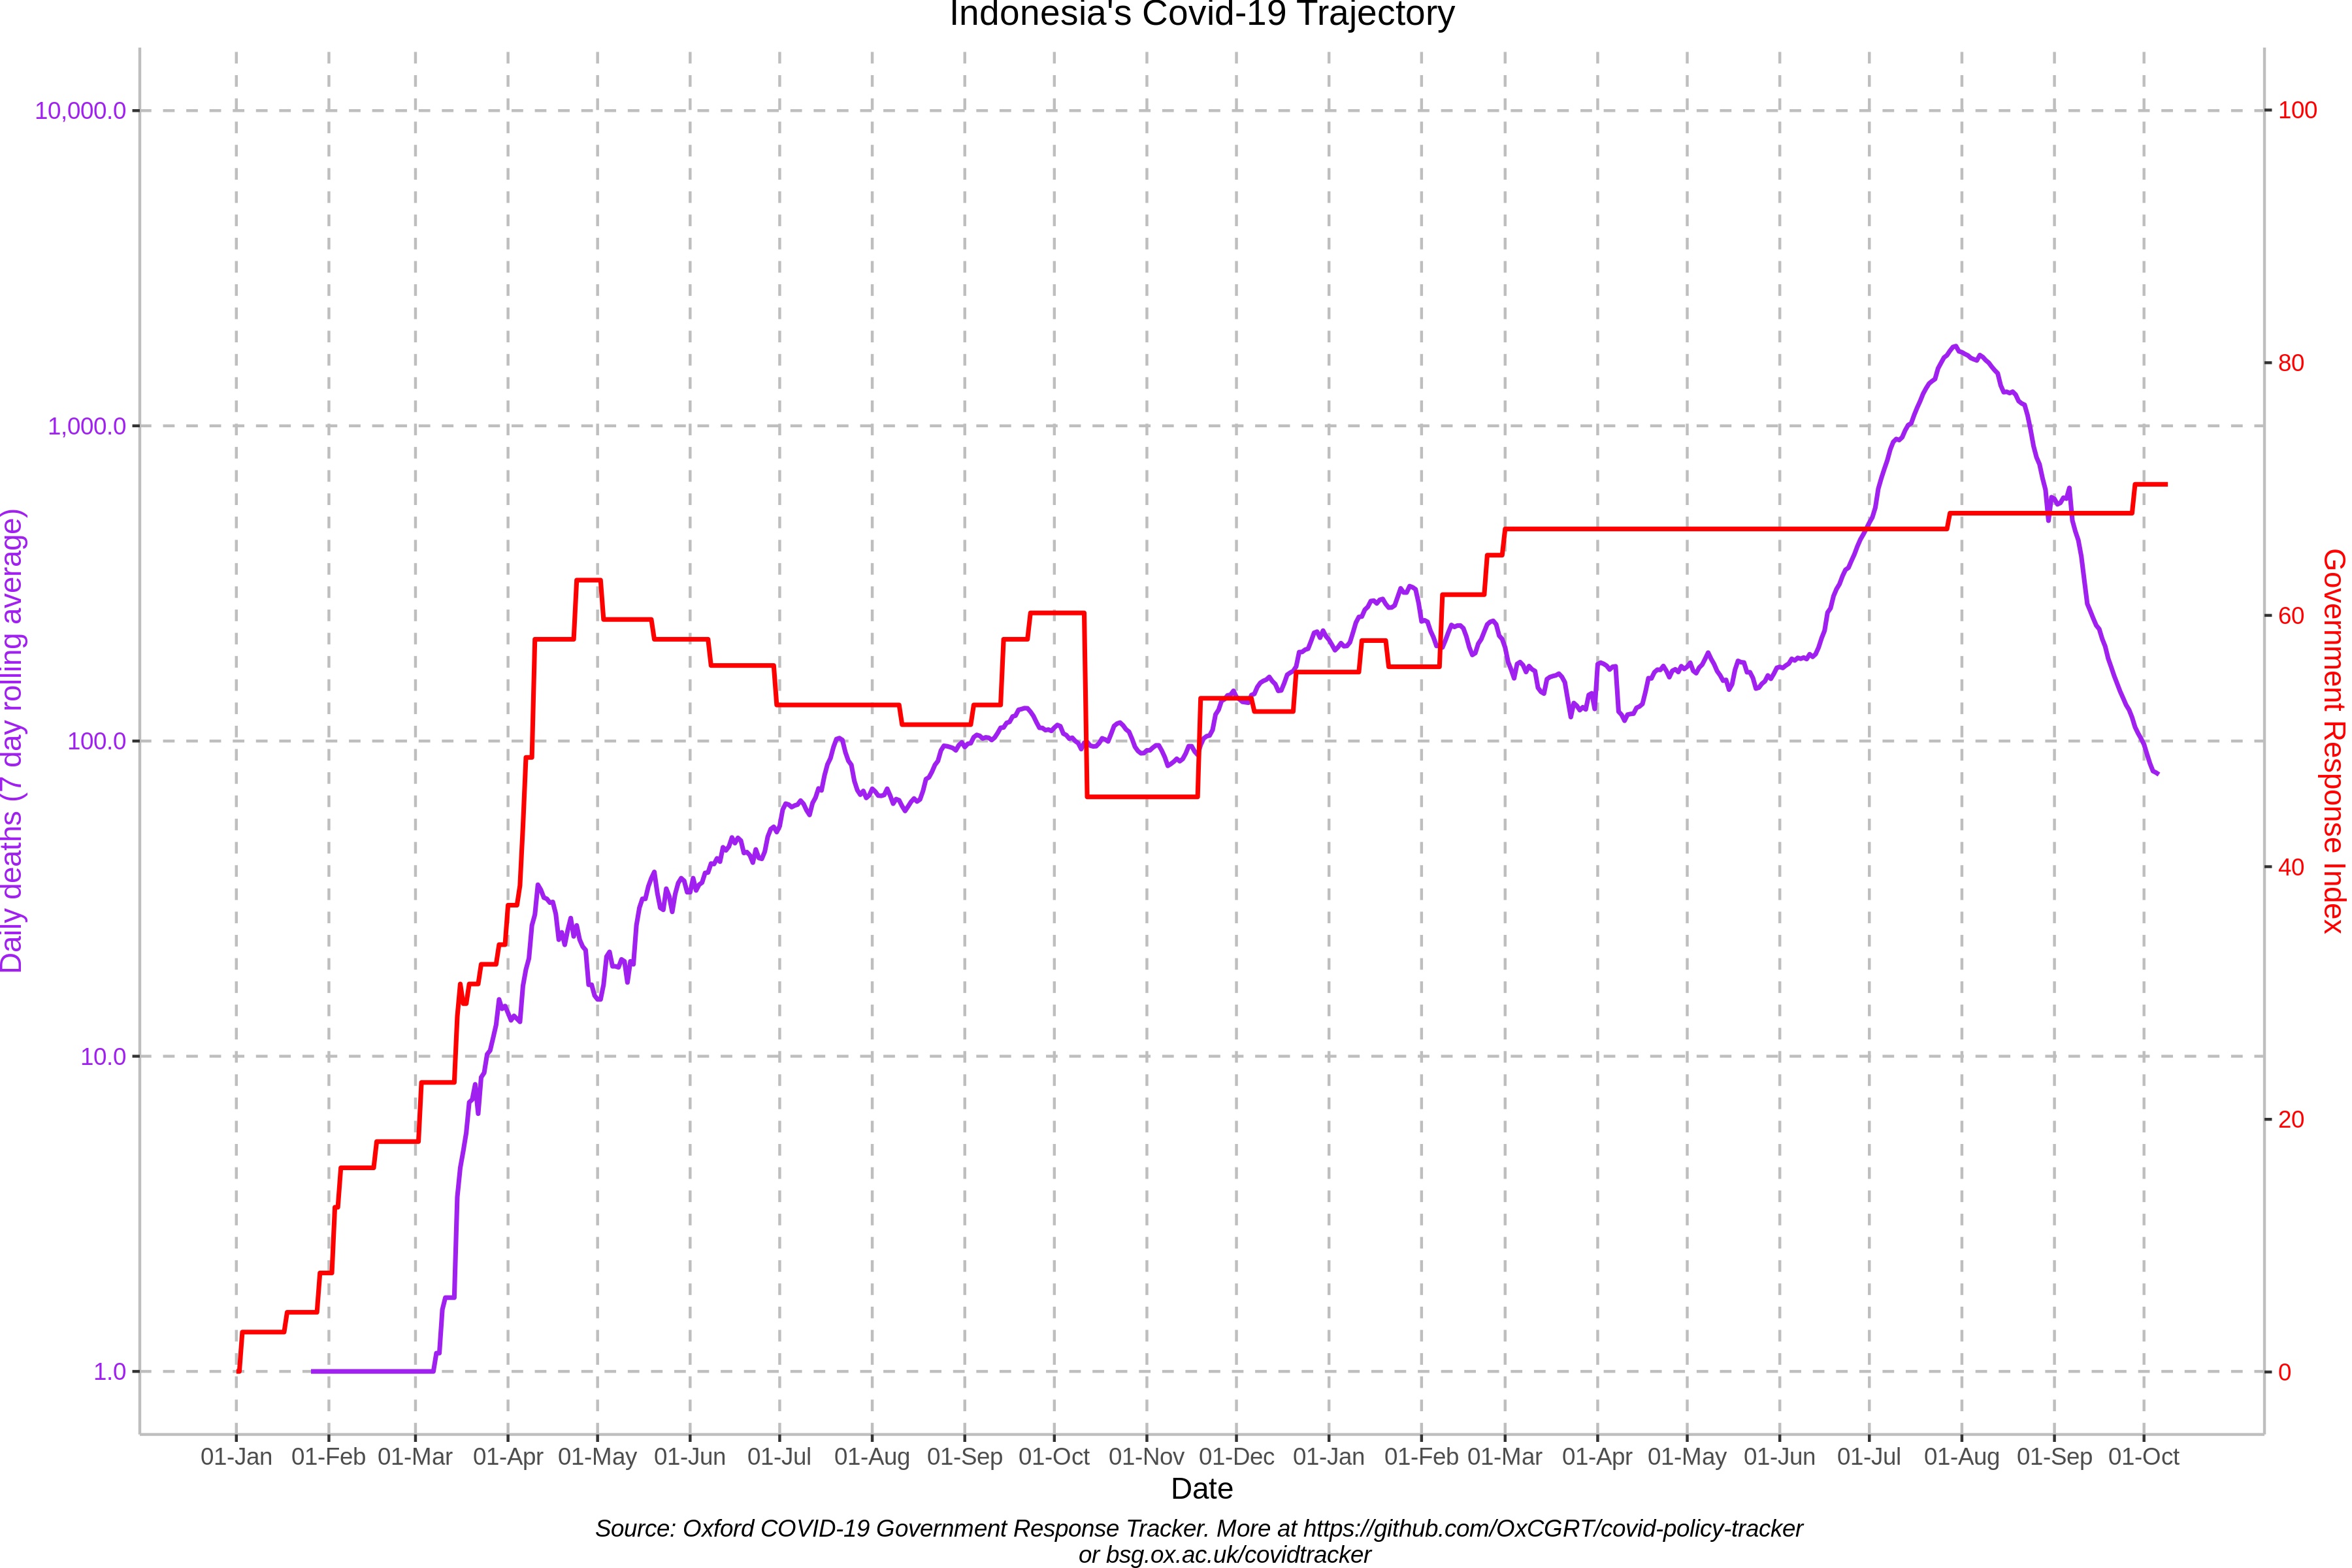 Indonesia's Covid-19 Trajectory
10,000.0
1,000.0
100.0
10.0
1.0
Daily deaths (7 day rolling average)
100
80
60
40
20
0
Government Response Index
01-Jan 01-Feb 01-Mar 01-Apr 01-May 01-Jun 01-Jul 01-Aug 01-Sep 01-Oct 01-Nov 01-Dec 01-Jan 01-Feb 01-Mar 01-Apr 01-May 01-Jun 01-Jul 01-Aug 01-Sep 01-Oct
Date
Source: Oxford COVID-19 Government Response Tracker. More at https://github.com/OxCGRT/covid-policy-tracker
or bsg.ox.ac.uk/covidtracker